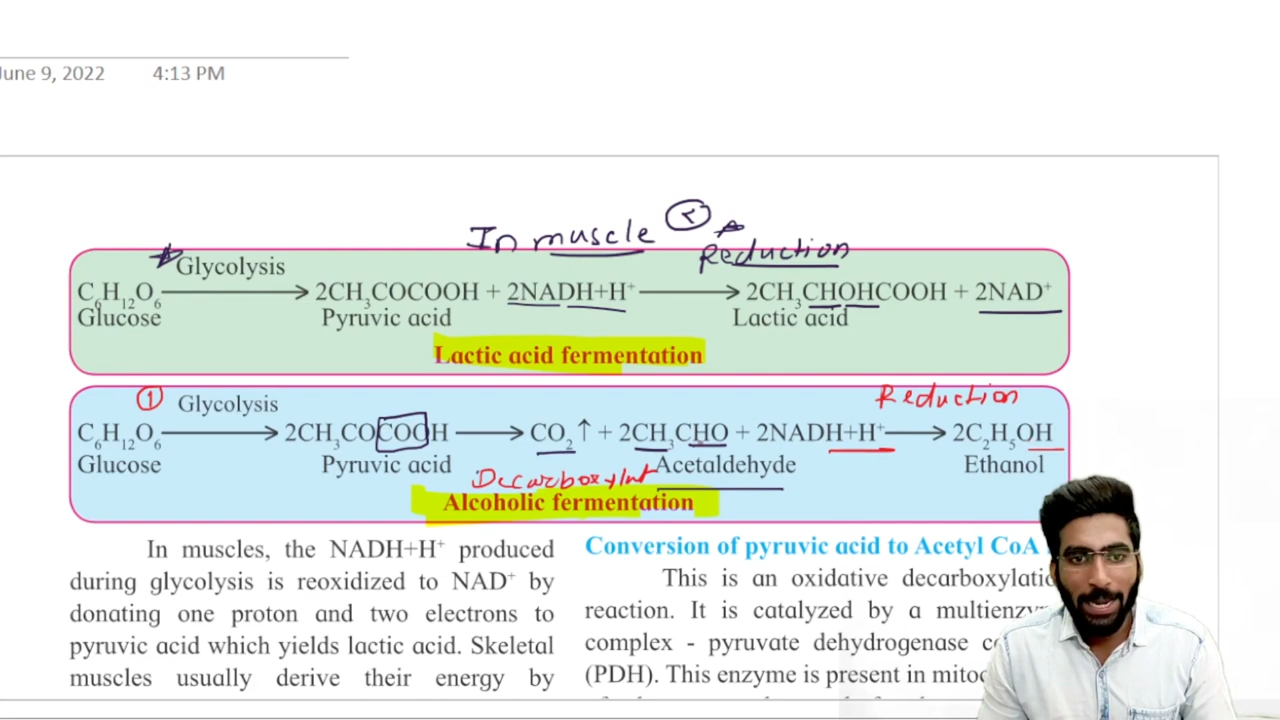 June 9, 2022 4:13 PM
In muscle 2
Reduction
Glycolysis
C₆H₁₂O₆ ⟶ 2CH₃COCOOH + 2NADH+H⁺ ⟶ 2CH₃CHOHCOOH + 2NAD⁺
Glucose Pyruvic acid Lactic acid
Lactic acid fermentation
1 Glycolysis Reduction
C₆H₁₂O₆ ⟶ 2CH₃COCOOH ⟶ CO₂↑ + 2CH₃CHO + 2NADH+H⁺ ⟶ 2C₂H₅OH
Glucose Pyruvic acid Acetaldehyde Ethanol
Decarboxylat
Alcoholic fermentation
In muscles, the NADH+H⁺ produced
during glycolysis is reoxidized to NAD⁺ by
donating one proton and two electrons to
pyruvic acid which yields lactic acid. Skeletal
muscles usually derive their energy by
Conversion of pyruvic acid to Acetyl CoA
This is an oxidative decarboxylatio
reaction. It is catalyzed by a multienzy
complex - pyruvate dehydrogenase co
(PDH). This enzyme is present in mitoc